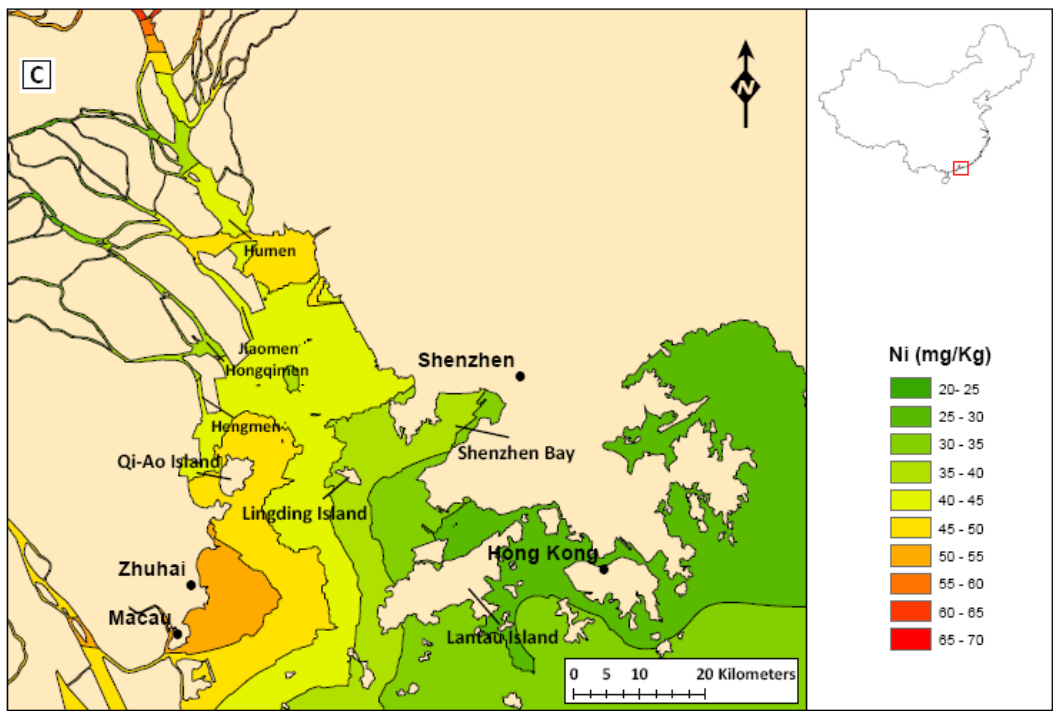 C
N
Humen
Jiaomen
Hongqimen
Shenzhen
Hengmen
Shenzhen Bay
Qi-Ao Island
Lingding Island
Hong Kong
Zhuhai
Macau
Lantau Island
0 5 10 20 Kilometers
Ni (mg/Kg)
20- 25
25 - 30
30 - 35
35 - 40
40 - 45
45 - 50
50 - 55
55 - 60
60 - 65
65 - 70